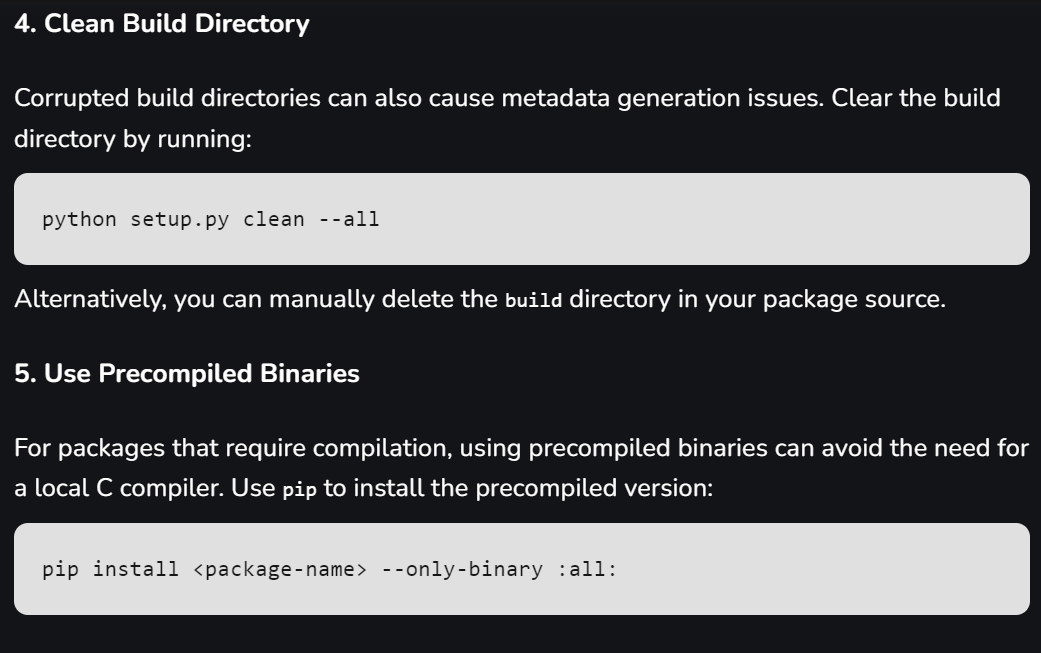 4. Clean Build Directory
Corrupted build directories can also cause metadata generation issues. Clear the build
directory by running:
python setup.py clean --all
Alternatively, you can manually delete the build directory in your package source.
5. Use Precompiled Binaries
For packages that require compilation, using precompiled binaries can avoid the need for
a local C compiler. Use pip to install the precompiled version:
pip install <package-name> --only-binary :all: